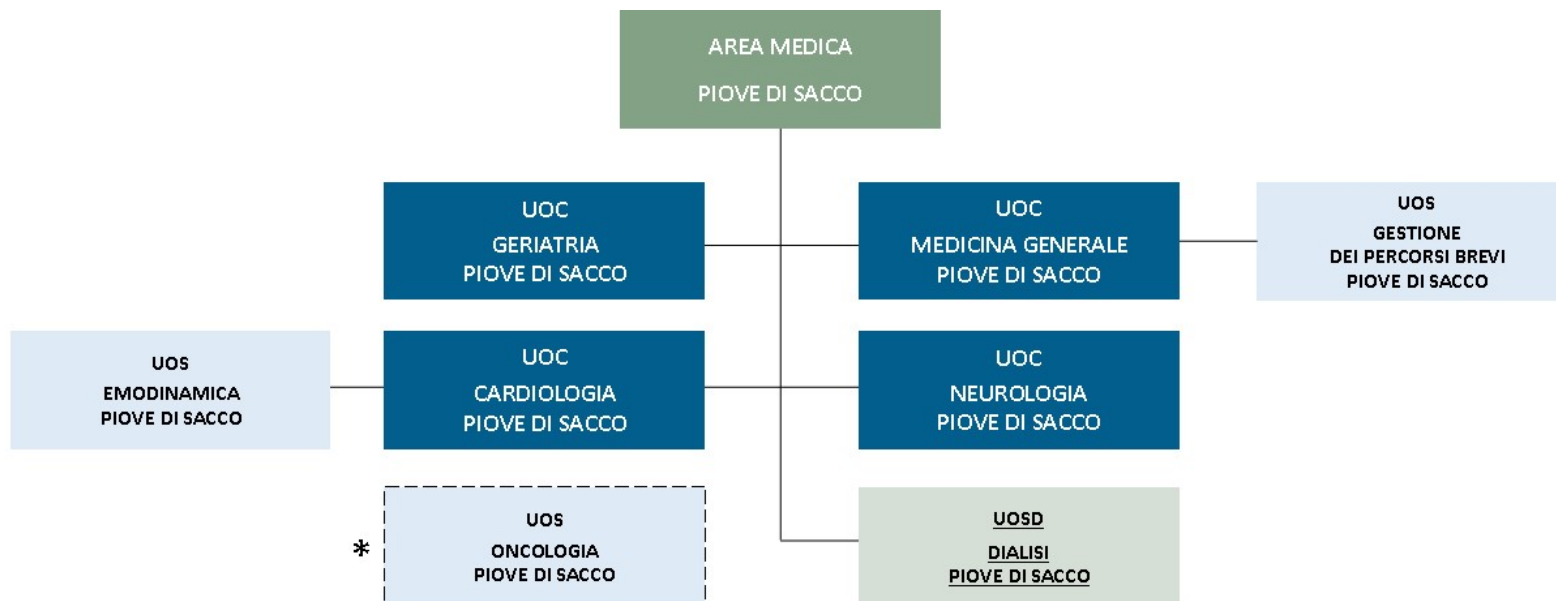 AREA MEDICA
PIOVE DI SACCO
UOC
GERIATRIA
PIOVE DI SACCO
UOC
MEDICINA GENERALE
PIOVE DI SACCO
UOS
GESTIONE
DEI PERCORSI BREVI
PIOVE DI SACCO
UOS
EMODINAMICA
PIOVE DI SACCO
UOC
CARDIOLOGIA
PIOVE DI SACCO
UOC
NEUROLOGIA
PIOVE DI SACCO
*
UOS
ONCOLOGIA
PIOVE DI SACCO
UOSD
DIALISI
PIOVE DI SACCO